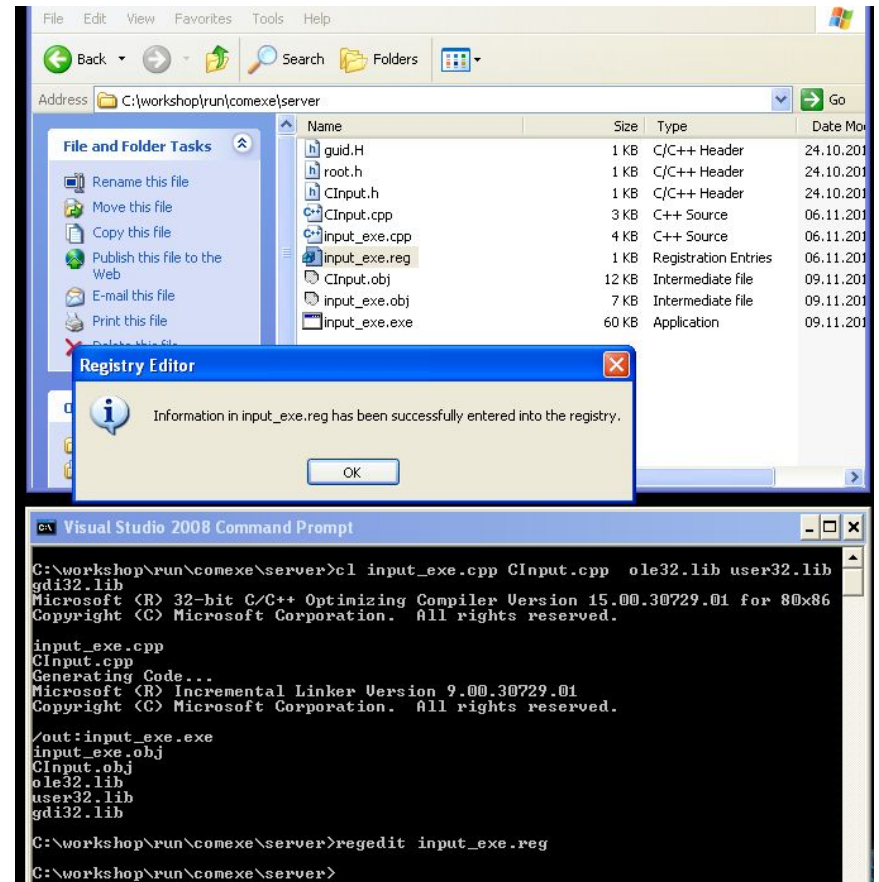 File Edit View Favorites Tools Help
Back Search Folders
Address C:\workshop\run\comexe\server Go
Name Size Type Date Mo
File and Folder Tasks
Rename this file
Move this file
Copy this file
Publish this file to the
Web
E-mail this file
Print this file
Delete this file
guid.H 1 KB C/C++ Header 24.10.201
root.h 1 KB C/C++ Header 24.10.201
CInput.h 1 KB C/C++ Header 24.10.201
CInput.cpp 3 KB C++ Source 06.11.201
input_exe.cpp 4 KB C++ Source 06.11.201
input_exe.reg 1 KB Registration Entries 06.11.201
CInput.obj 12 KB Intermediate file 09.11.201
input_exe.obj 7 KB Intermediate file 09.11.201
input_exe.exe 60 KB Application 09.11.201
Registry Editor
Information in input_exe.reg has been successfully entered into the registry.
OK
Visual Studio 2008 Command Prompt
C:\workshop\run\comexe\server>cl input_exe.cpp CInput.cpp  ole32.lib user32.lib
gdi32.lib
Microsoft (R) 32-bit C/C++ Optimizing Compiler Version 15.00.30729.01 for 80x86
Copyright (C) Microsoft Corporation.  All rights reserved.
input_exe.cpp
CInput.cpp
Generating Code...
Microsoft (R) Incremental Linker Version 9.00.30729.01
Copyright (C) Microsoft Corporation.  All rights reserved.
/out:input_exe.exe
input_exe.obj
CInput.obj
ole32.lib
user32.lib
gdi32.lib
C:\workshop\run\comexe\server>regedit input_exe.reg
C:\workshop\run\comexe\server>